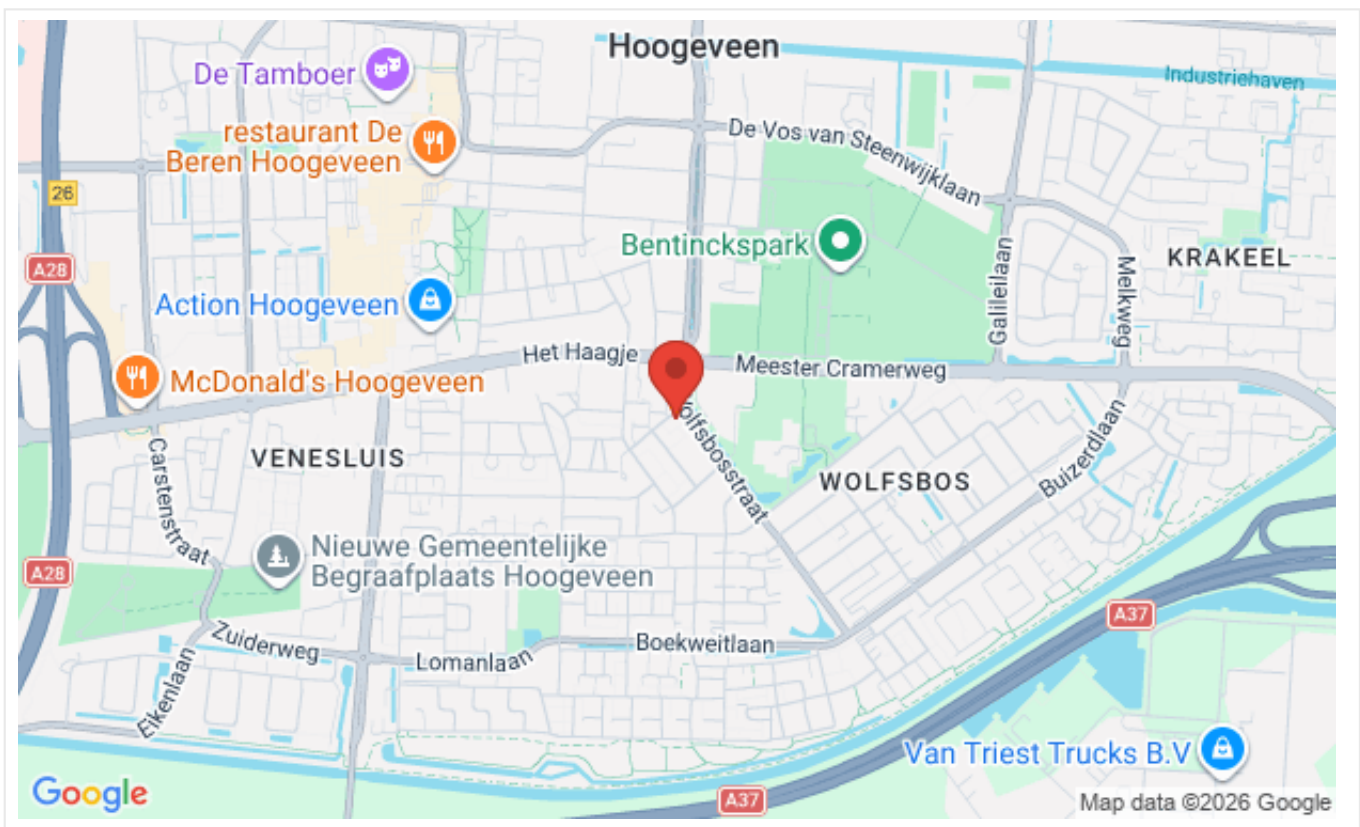 Hoogeveen
De Tamboer
Industriehaven
restaurant De
Beren Hoogeveen
De Vos van Steenwijklaan
26
Bentinckspark
KRAKEEL
A28
Galileilaan
Melkweg
Action Hoogeveen
Het Haagje
Meester Cramerweg
McDonald's Hoogeveen
Wolfsbosstraat
VENESLUIS
WOLFSBOS
Buizerdlaan
Carstenstraat
Nieuwe Gemeentelijke
Begraafplaats Hoogeveen
A28
A37
Zuiderweg
Boekweitlaan
Lomanlaan
Eikenlaan
Van Triest Trucks B.V
Google
A37
Map data ©2026 Google